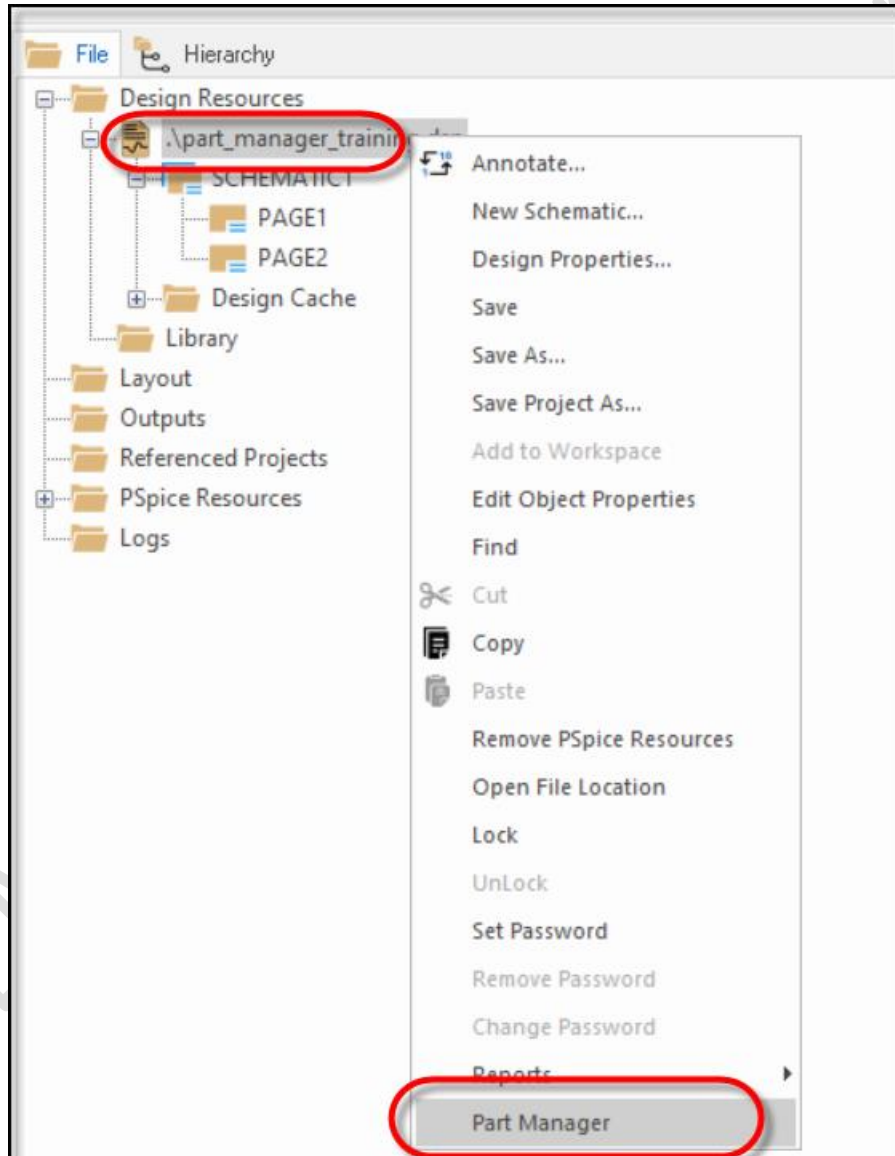 File Hierarchy
Design Resources
.\part_manager_training.dsn
SCHEMATIC1
PAGE1
PAGE2
Design Cache
Library
Layout
Outputs
Referenced Projects
PSpice Resources
Logs
Annotate...
New Schematic...
Design Properties...
Save
Save As...
Save Project As...
Add to Workspace
Edit Object Properties
Find
Cut
Copy
Paste
Remove PSpice Resources
Open File Location
Lock
UnLock
Set Password
Remove Password
Change Password
Reports
Part Manager